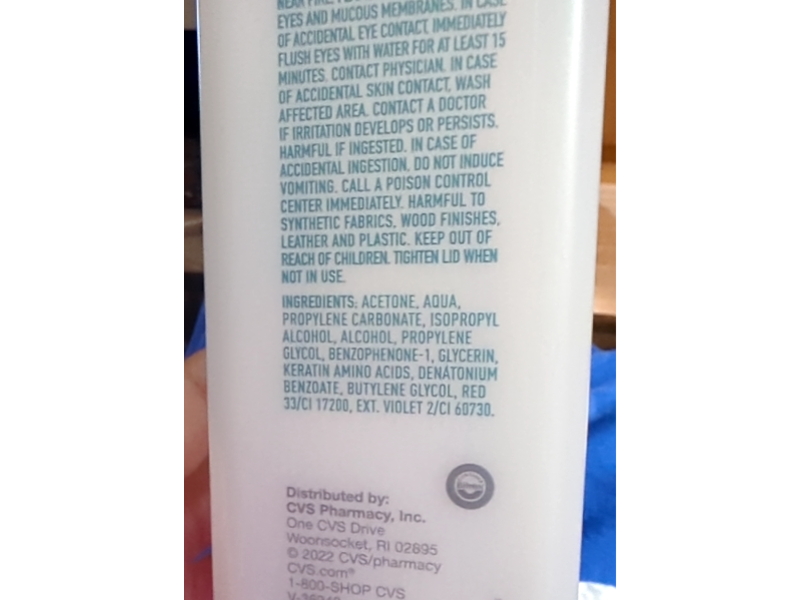 EYES AND MUCOUS MEMBRANES. IN CASE
OF ACCIDENTAL EYE CONTACT, IMMEDIATELY
FLUSH EYES WITH WATER FOR AT LEAST 15
MINUTES. CONTACT PHYSICIAN. IN CASE
OF ACCIDENTAL SKIN CONTACT, WASH
AFFECTED AREA. CONTACT A DOCTOR
IF IRRITATION DEVELOPS OR PERSISTS.
HARMFUL IF INGESTED. IN CASE OF
ACCIDENTAL INGESTION, DO NOT INDUCE
VOMITING. CALL A POISON CONTROL
CENTER IMMEDIATELY. HARMFUL TO
SYNTHETIC FABRICS, WOOD FINISHES,
LEATHER AND PLASTIC. KEEP OUT OF
REACH OF CHILDREN. TIGHTEN LID WHEN
NOT IN USE.
INGREDIENTS: ACETONE, AQUA,
PROPYLENE CARBONATE, ISOPROPYL
ALCOHOL, ALCOHOL, PROPYLENE
GLYCOL, BENZOPHENONE-1, GLYCERIN,
KERATIN AMINO ACIDS, DENATONIUM
BENZOATE, BUTYLENE GLYCOL, RED
33/CI 17200, EXT. VIOLET 2/CI 60730.
Distributed by:
CVS Pharmacy, Inc.
One CVS Drive
Woonsocket, RI 02895
© 2022 CVS/pharmacy
CVS.com®
1-800-SHOP CVS